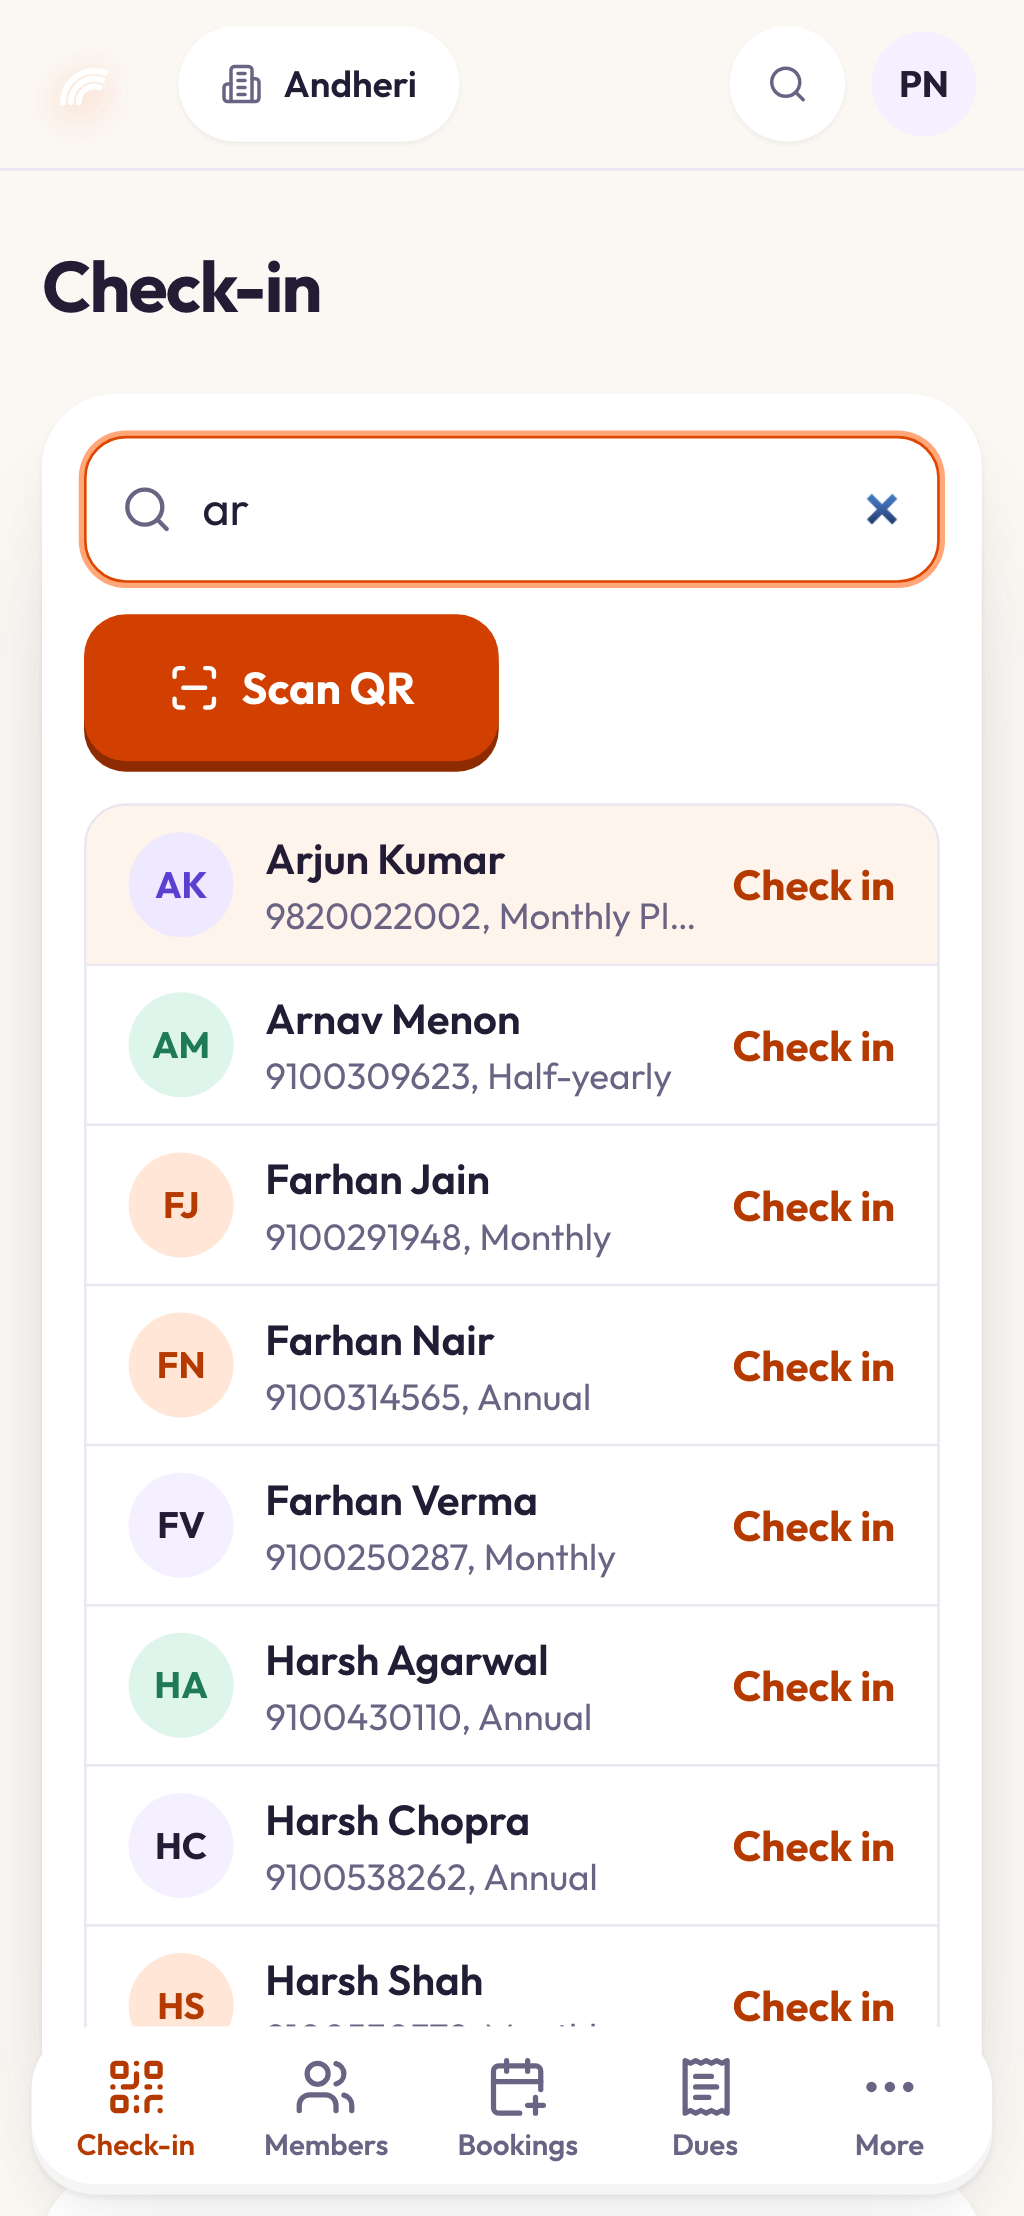 Andheri
PN
Check-in
ar
Scan QR
AK
Arjun Kumar
9820022002, Monthly Pl...
Check in
AM
Arnav Menon
9100309623, Half-yearly
Check in
FJ
Farhan Jain
9100291948, Monthly
Check in
FN
Farhan Nair
9100314565, Annual
Check in
FV
Farhan Verma
9100250287, Monthly
Check in
HA
Harsh Agarwal
9100430110, Annual
Check in
HC
Harsh Chopra
9100538262, Annual
Check in
HS
Harsh Shah
Check in
Check-in
Members
Bookings
Dues
More